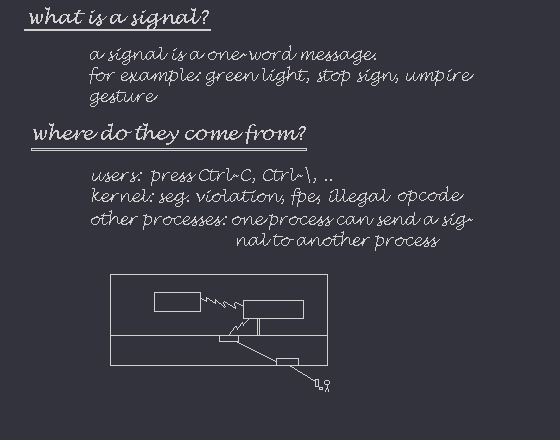 what is a signal?
a signal is a one-word message.
for example: green light, stop sign, umpire
gesture
where do they come from?
users: press Ctrl-C, Ctrl-\, ..
kernel: seg. violation, fpe, illegal opcode
other processes: one process can send a sig-
nal to another process